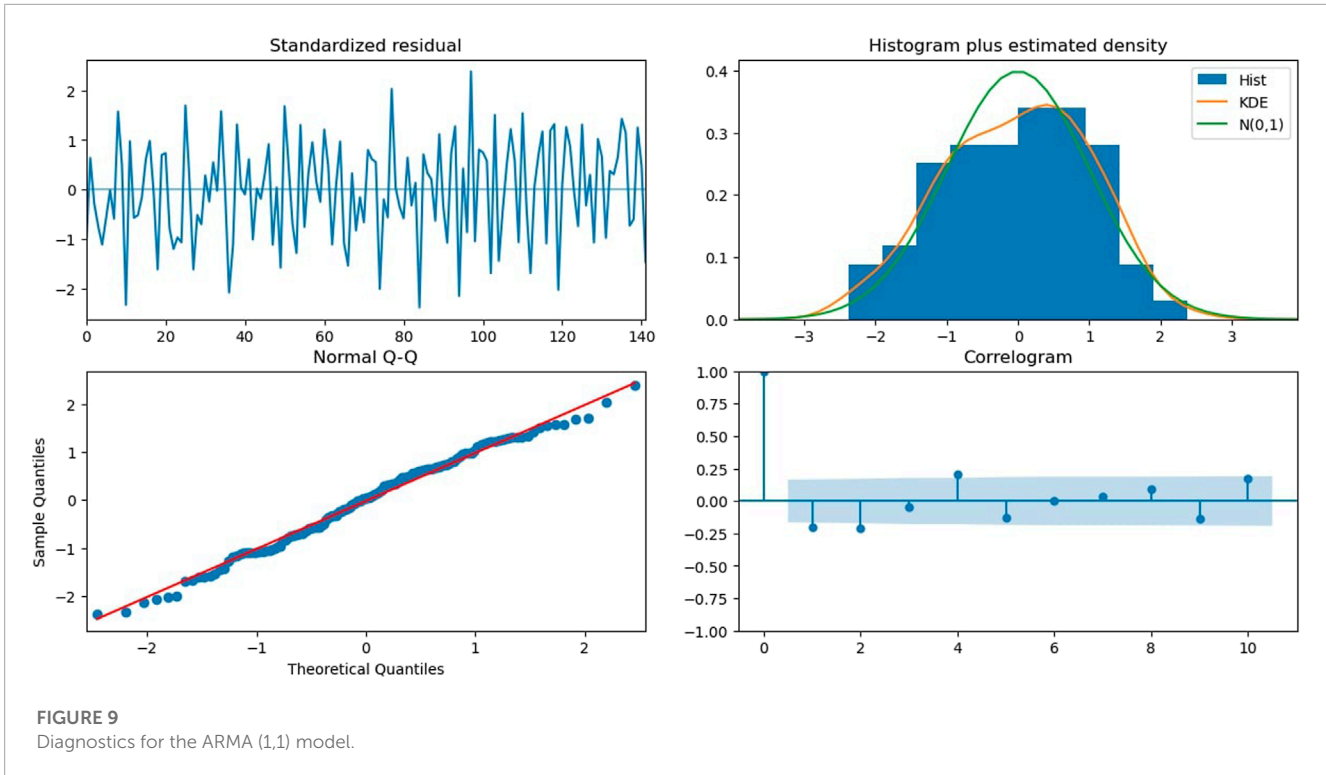 Standardized residual
2
1
0
−1
−2
0 20 40 60 80 100 120 140
Histogram plus estimated density
0.4
0.3
0.2
0.1
0.0
Hist
KDE
N(0,1)
−3 −2 −1 0 1 2 3
Normal Q-Q
Sample Quantiles
2
1
0
−1
−2
−2 −1 0 1 2
Theoretical Quantiles
Correlogram
1.00
0.75
0.50
0.25
0.00
−0.25
−0.50
−0.75
−1.00
0 2 4 6 8 10
FIGURE 9
Diagnostics for the ARMA (1,1) model.